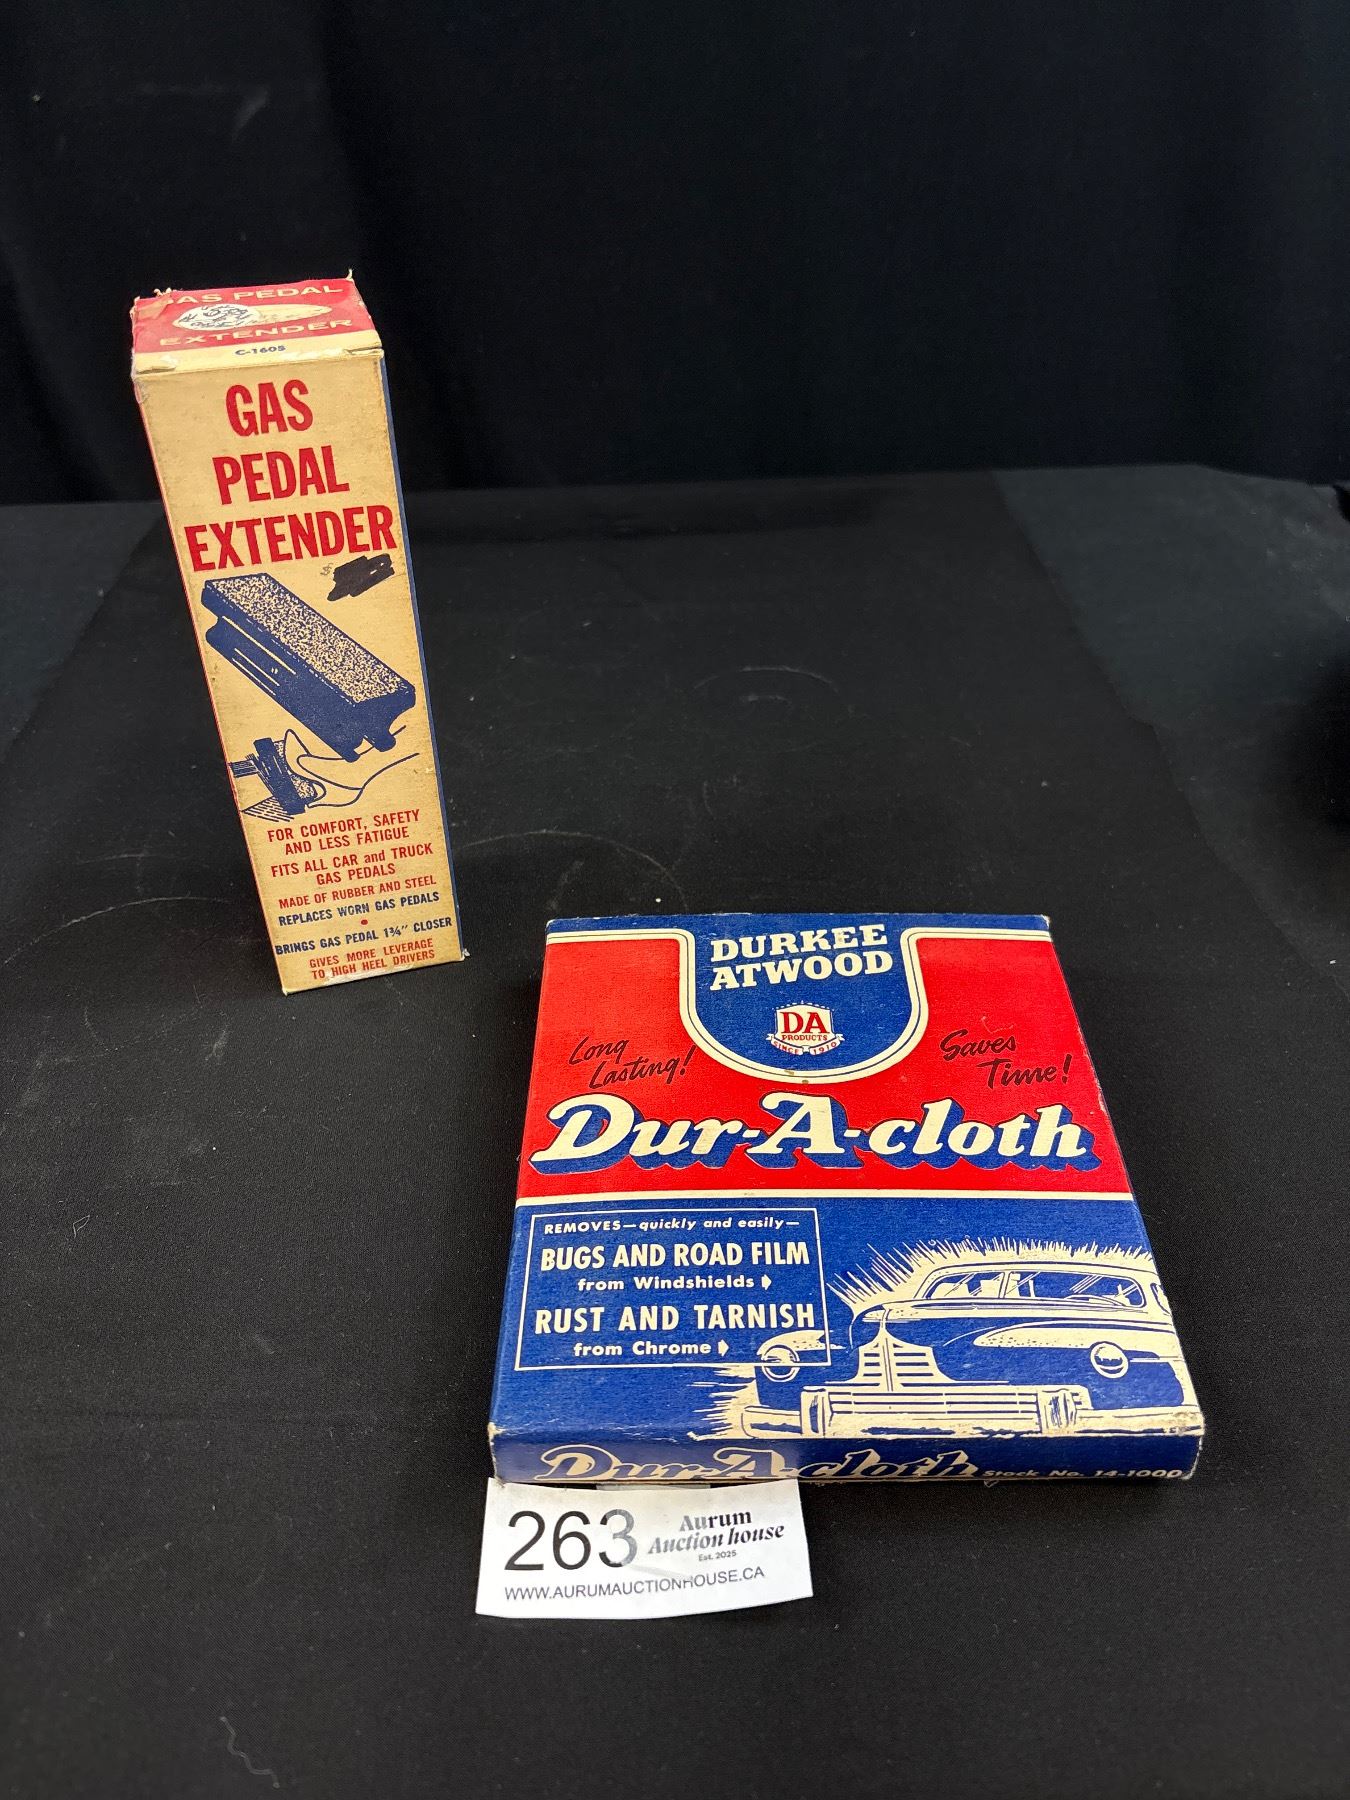 GAS PEDAL
EXTENDER
C-1605
GAS
PEDAL
EXTENDER
$
FOR COMFORT, SAFETY
AND LESS FATIGUE
FITS ALL CAR and TRUCK
GAS PEDALS
MADE OF RUBBER AND STEEL
REPLACES WORN GAS PEDALS
•
BRINGS GAS PEDAL 1¾" CLOSER
GIVES MORE LEVERAGE
TO HIGH HEEL DRIVERS
DURKEE
ATWOOD
DA
PRODUCTS
SINCE 1910
Long
Lasting!
Saves
Time!
Dur-A-cloth
REMOVES—quickly and easily—
BUGS AND ROAD FILM
from Windshields
RUST AND TARNISH
from Chrome
Dur-A-cloth Stock No. 14-1000
263
Aurum
Auction house
Est. 2025
WWW.AURUMAUCTIONHOUSE.CA